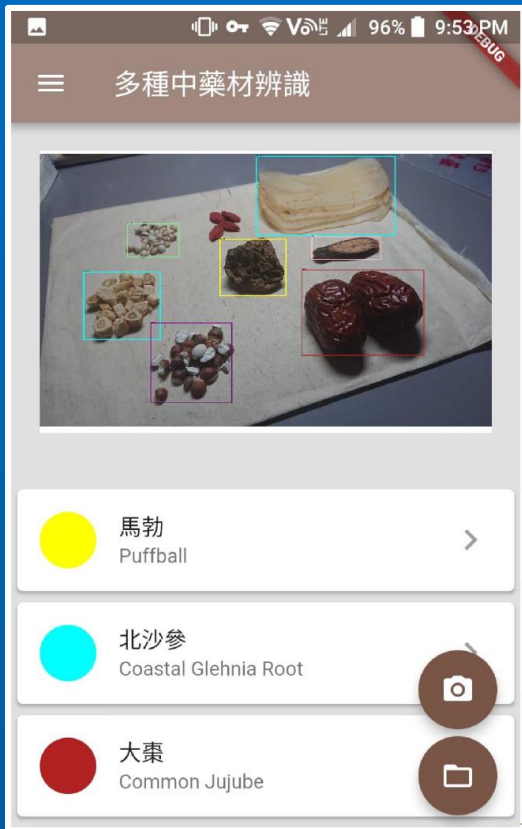 VoLTE 96% 9:53 PM
DEBUG
多種中藥材辨識
馬勃
Puffball
北沙參
Coastal Glehnia Root
大棗
Common Jujube